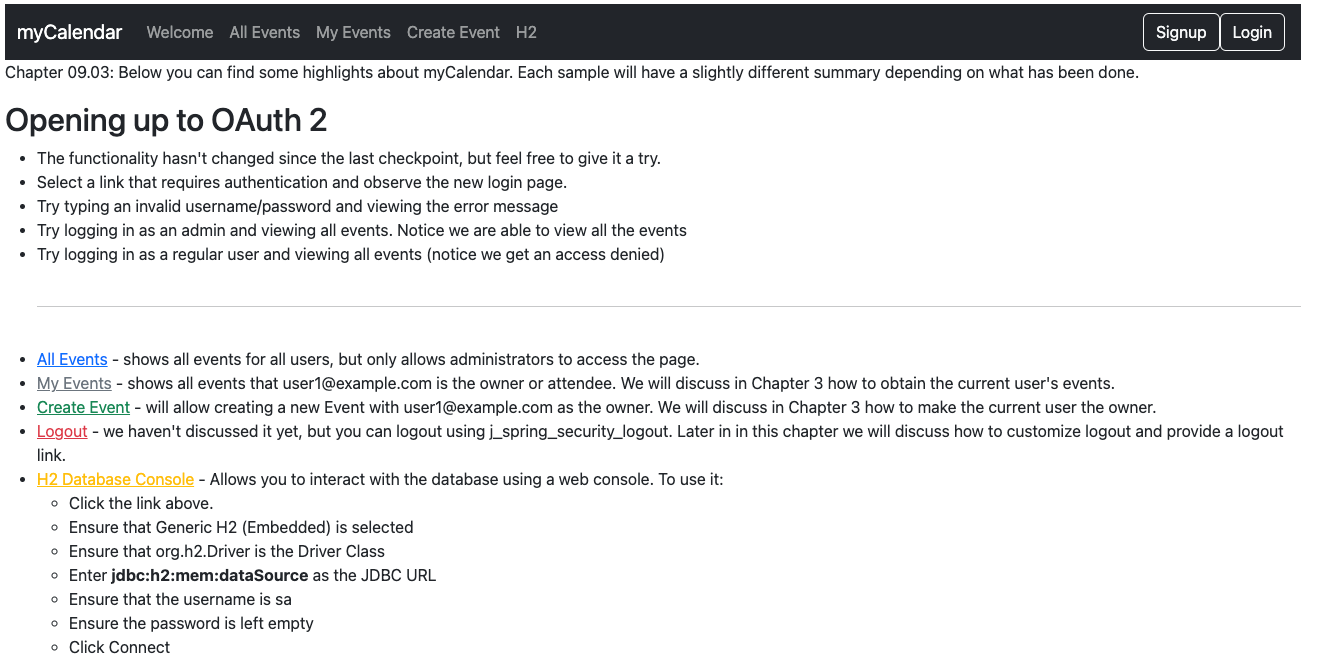 myCalendar Welcome All Events My Events Create Event H2 Signup Login
Chapter 09.03: Below you can find some highlights about myCalendar. Each sample will have a slightly different summary depending on what has been done.
Opening up to OAuth 2
• The functionality hasn't changed since the last checkpoint, but feel free to give it a try.
• Select a link that requires authentication and observe the new login page.
• Try typing an invalid username/password and viewing the error message
• Try logging in as an admin and viewing all events. Notice we are able to view all the events
• Try logging in as a regular user and viewing all events (notice we get an access denied)
• All Events - shows all events for all users, but only allows administrators to access the page.
• My Events - shows all events that user1@example.com is the owner or attendee. We will discuss in Chapter 3 how to obtain the current user's events.
• Create Event - will allow creating a new Event with user1@example.com as the owner. We will discuss in Chapter 3 how to make the current user the owner.
• Logout - we haven't discussed it yet, but you can logout using j_spring_security_logout. Later in in this chapter we will discuss how to customize logout and provide a logout
link.
• H2 Database Console - Allows you to interact with the database using a web console. To use it:
◦ Click the link above.
◦ Ensure that Generic H2 (Embedded) is selected
◦ Ensure that org.h2.Driver is the Driver Class
◦ Enter jdbc:h2:mem:dataSource as the JDBC URL
◦ Ensure that the username is sa
◦ Ensure the password is left empty
◦ Click Connect